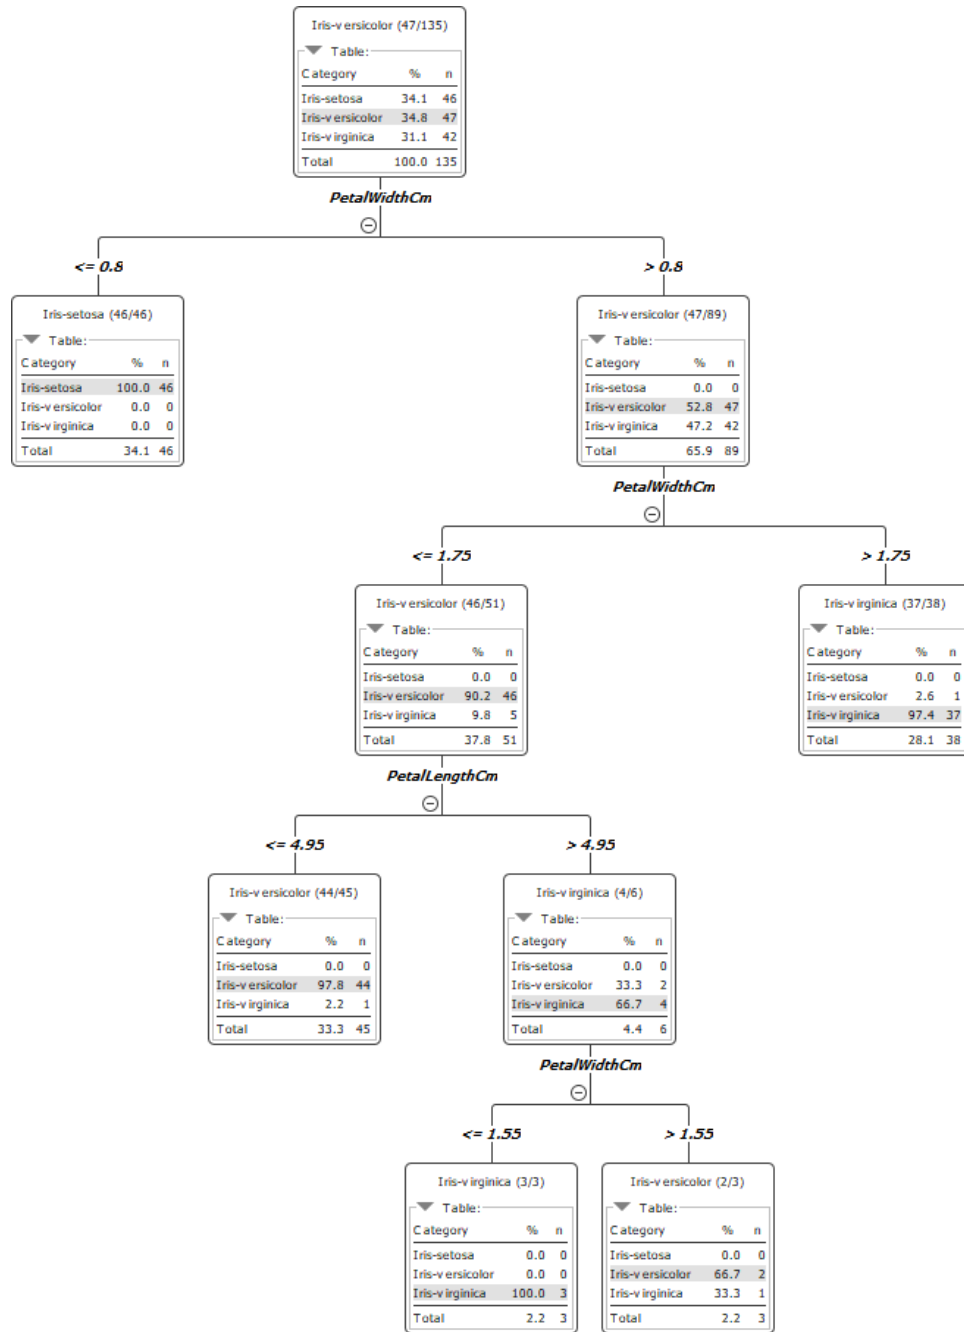 Iris-versicolor (47/135)
Table:
Category % n
Iris-setosa 34.1 46
Iris-versicolor 34.8 47
Iris-virginica 31.1 42
Total 100.0 135
PetalWidthCm
<= 0.8
> 0.8
Iris-setosa (46/46)
Table:
Category % n
Iris-setosa 100.0 46
Iris-versicolor 0.0 0
Iris-virginica 0.0 0
Total 34.1 46
Iris-versicolor (47/89)
Table:
Category % n
Iris-setosa 0.0 0
Iris-versicolor 52.8 47
Iris-virginica 47.2 42
Total 65.9 89
PetalWidthCm
<= 1.75
> 1.75
Iris-versicolor (46/51)
Table:
Category % n
Iris-setosa 0.0 0
Iris-versicolor 90.2 46
Iris-virginica 9.8 5
Total 37.8 51
Iris-virginica (37/38)
Table:
Category % n
Iris-setosa 0.0 0
Iris-versicolor 2.6 1
Iris-virginica 97.4 37
Total 28.1 38
PetalLengthCm
<= 4.95
> 4.95
Iris-versicolor (44/45)
Table:
Category % n
Iris-setosa 0.0 0
Iris-versicolor 97.8 44
Iris-virginica 2.2 1
Total 33.3 45
Iris-virginica (4/6)
Table:
Category % n
Iris-setosa 0.0 0
Iris-versicolor 33.3 2
Iris-virginica 66.7 4
Total 4.4 6
PetalWidthCm
<= 1.55
> 1.55
Iris-virginica (3/3)
Table:
Category % n
Iris-setosa 0.0 0
Iris-versicolor 0.0 0
Iris-virginica 100.0 3
Total 2.2 3
Iris-versicolor (2/3)
Table:
Category % n
Iris-setosa 0.0 0
Iris-versicolor 66.7 2
Iris-virginica 33.3 1
Total 2.2 3